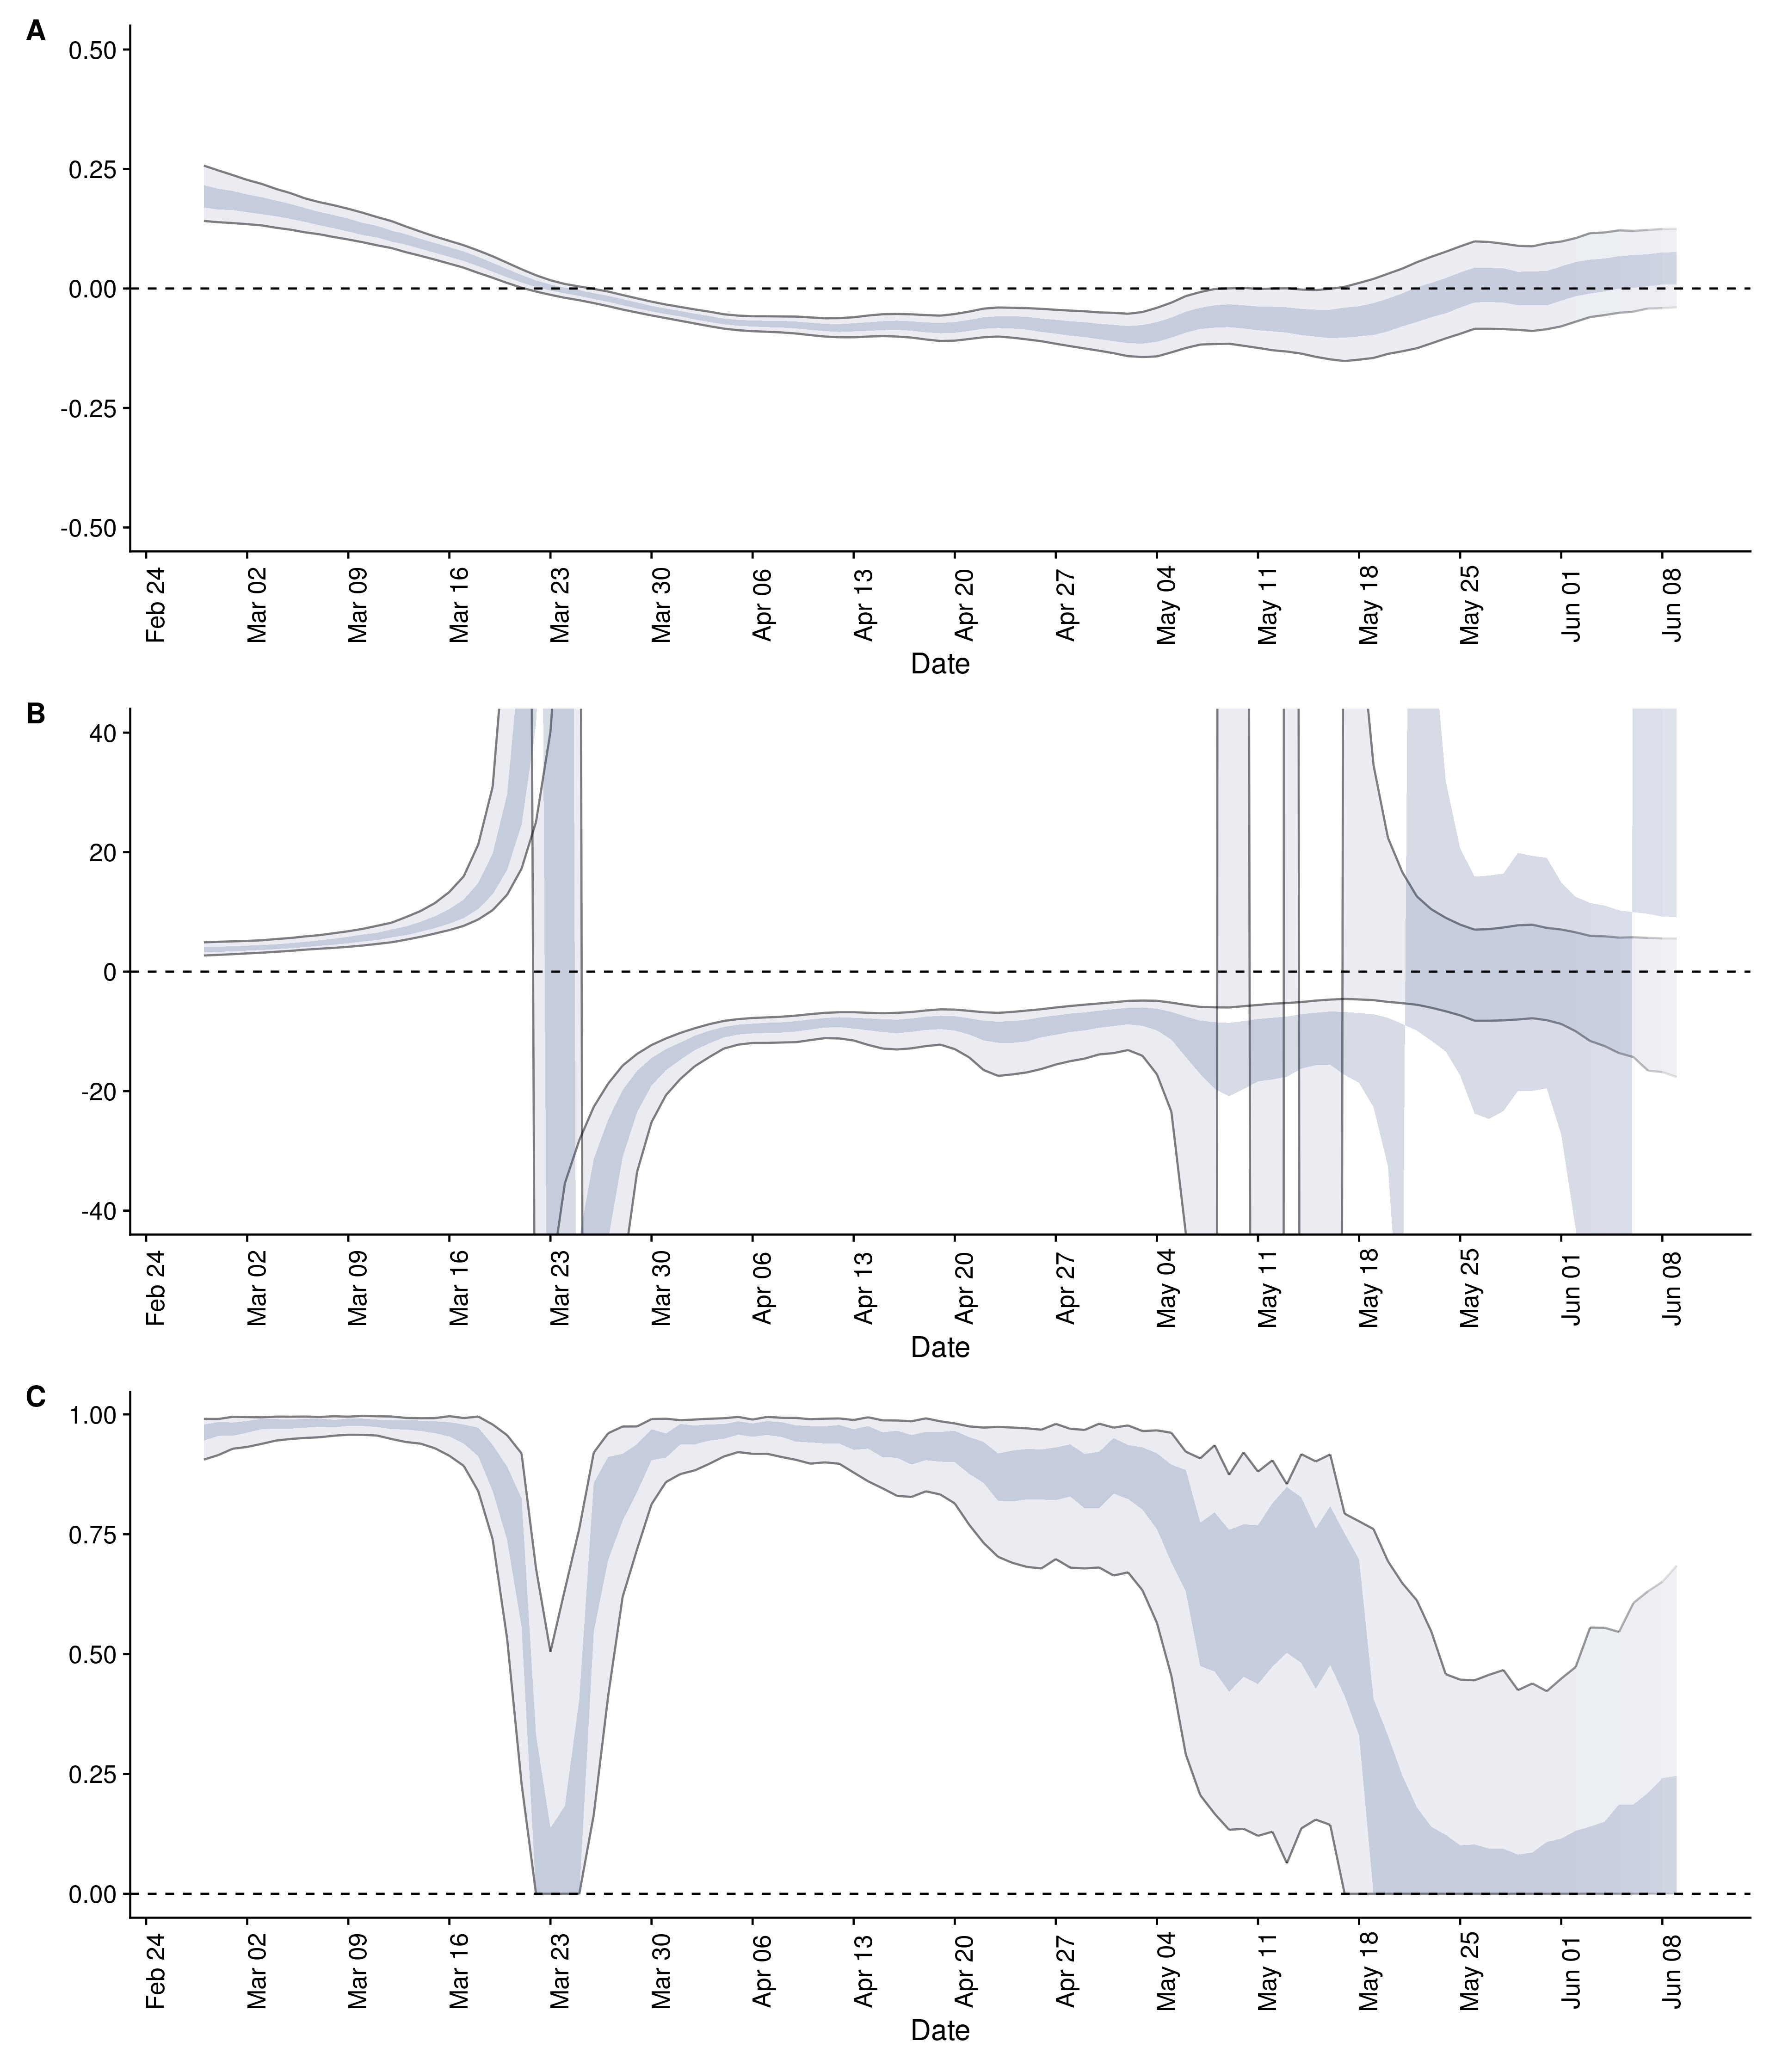 A
0.50
0.25
0.00
-0.25
-0.50
Feb 24
Mar 02
Mar 09
Mar 16
Mar 23
Mar 30
Apr 06
Apr 13
Apr 20
Apr 27
May 04
May 11
May 18
May 25
Jun 01
Jun 08
Date
B
40
20
0
-20
-40
Feb 24
Mar 02
Mar 09
Mar 16
Mar 23
Mar 30
Apr 06
Apr 13
Apr 20
Apr 27
May 04
May 11
May 18
May 25
Jun 01
Jun 08
Date
C
1.00
0.75
0.50
0.25
0.00
Feb 24
Mar 02
Mar 09
Mar 16
Mar 23
Mar 30
Apr 06
Apr 13
Apr 20
Apr 27
May 04
May 11
May 18
May 25
Jun 01
Jun 08
Date